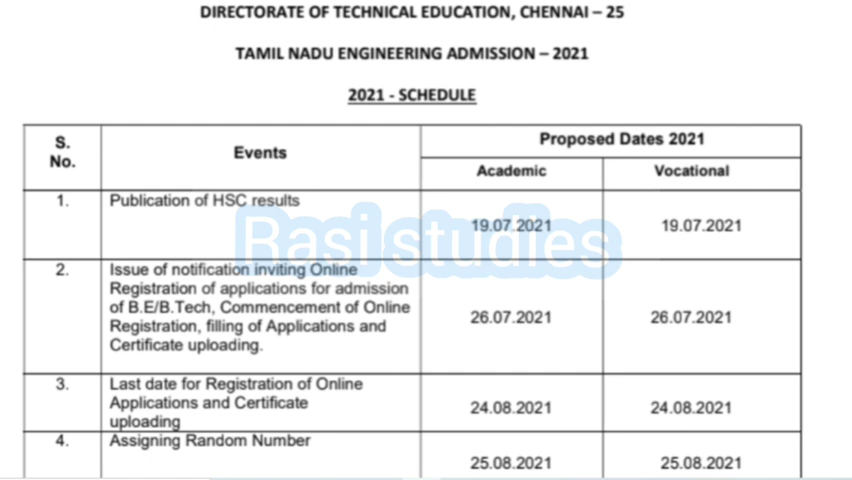 DIRECTORATE OF TECHNICAL EDUCATION, CHENNAI – 25
TAMIL NADU ENGINEERING ADMISSION – 2021
2021 - SCHEDULE
S. No.
Events
Proposed Dates 2021
Academic
Vocational
1.
Publication of HSC results
19.07.2021
19.07.2021
Rasi studies
2.
Issue of notification inviting Online
Registration of applications for admission
of B.E/B.Tech, Commencement of Online
Registration, filling of Applications and
Certificate uploading.
26.07.2021
26.07.2021
3.
Last date for Registration of Online
Applications and Certificate
uploading
24.08.2021
24.08.2021
4.
Assigning Random Number
25.08.2021
25.08.2021